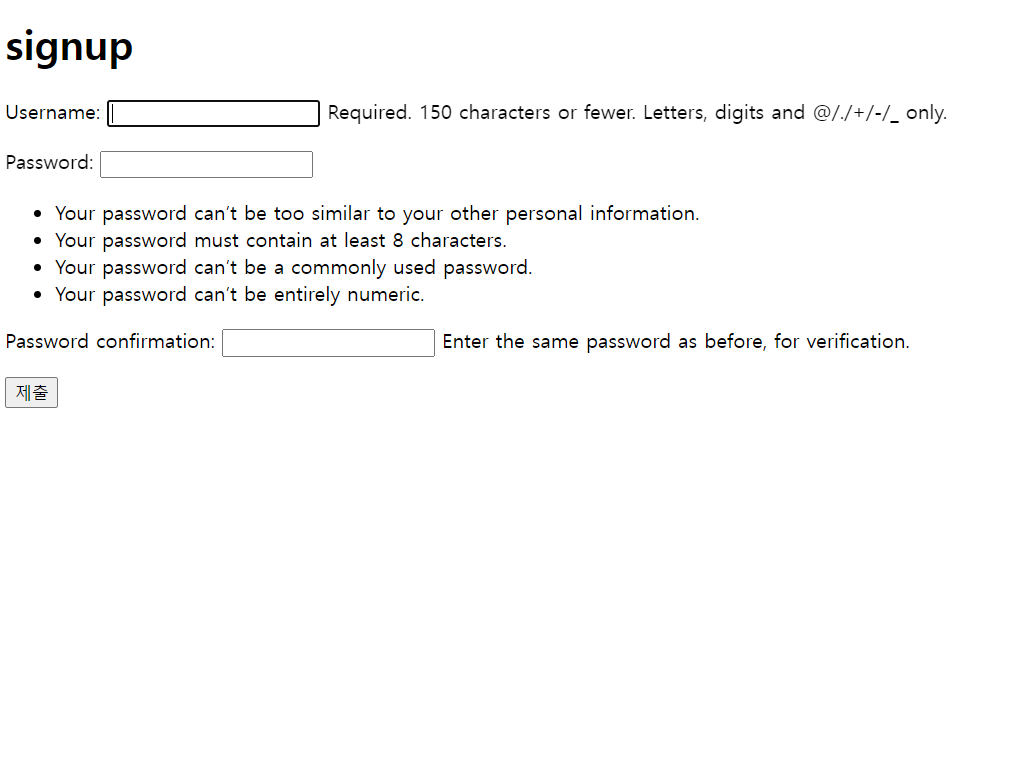 signup
Username: Required. 150 characters or fewer. Letters, digits and @/./+/-/_ only.
Password:
• Your password can't be too similar to your other personal information.
• Your password must contain at least 8 characters.
• Your password can't be a commonly used password.
• Your password can't be entirely numeric.
Password confirmation: Enter the same password as before, for verification.
제출